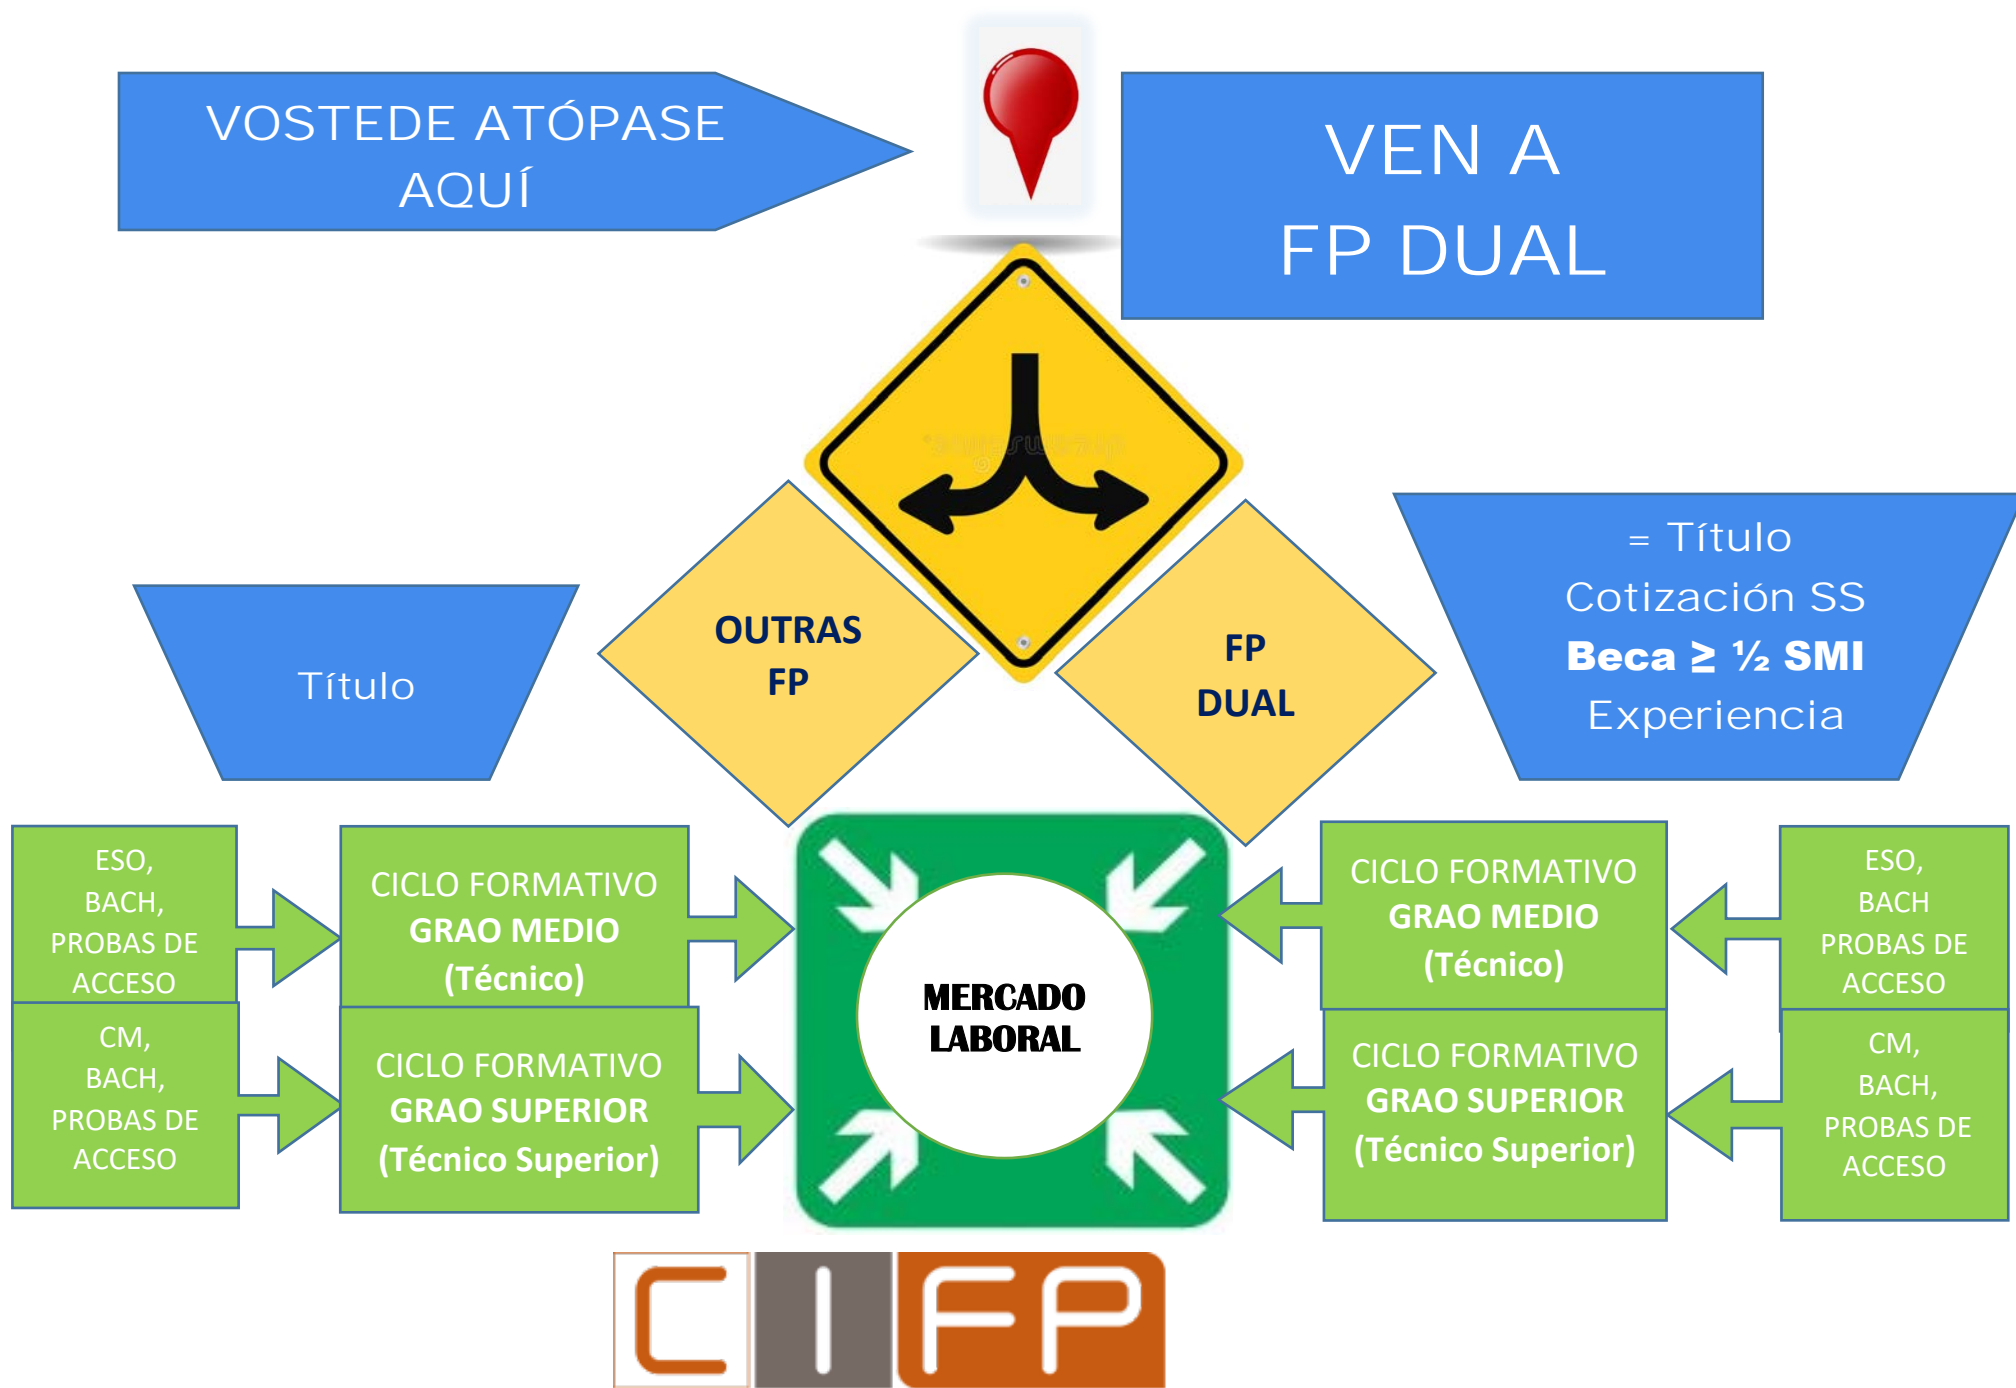 VOSTEDE ATÓPASE
AQUÍ
VEN A
FP DUAL
OUTRAS
FP
FP
DUAL
Título
= Título
Cotización SS
Beca ≥ ½ SMI
Experiencia
ESO,
BACH,
PROBAS DE
ACCESO
CICLO FORMATIVO
GRAO MEDIO
(Técnico)
CM,
BACH,
PROBAS DE
ACCESO
CICLO FORMATIVO
GRAO SUPERIOR
(Técnico Superior)
MERCADO
LABORAL
CICLO FORMATIVO
GRAO MEDIO
(Técnico)
ESO,
BACH
PROBAS DE
ACCESO
CICLO FORMATIVO
GRAO SUPERIOR
(Técnico Superior)
CM,
BACH,
PROBAS DE
ACCESO
CIFP